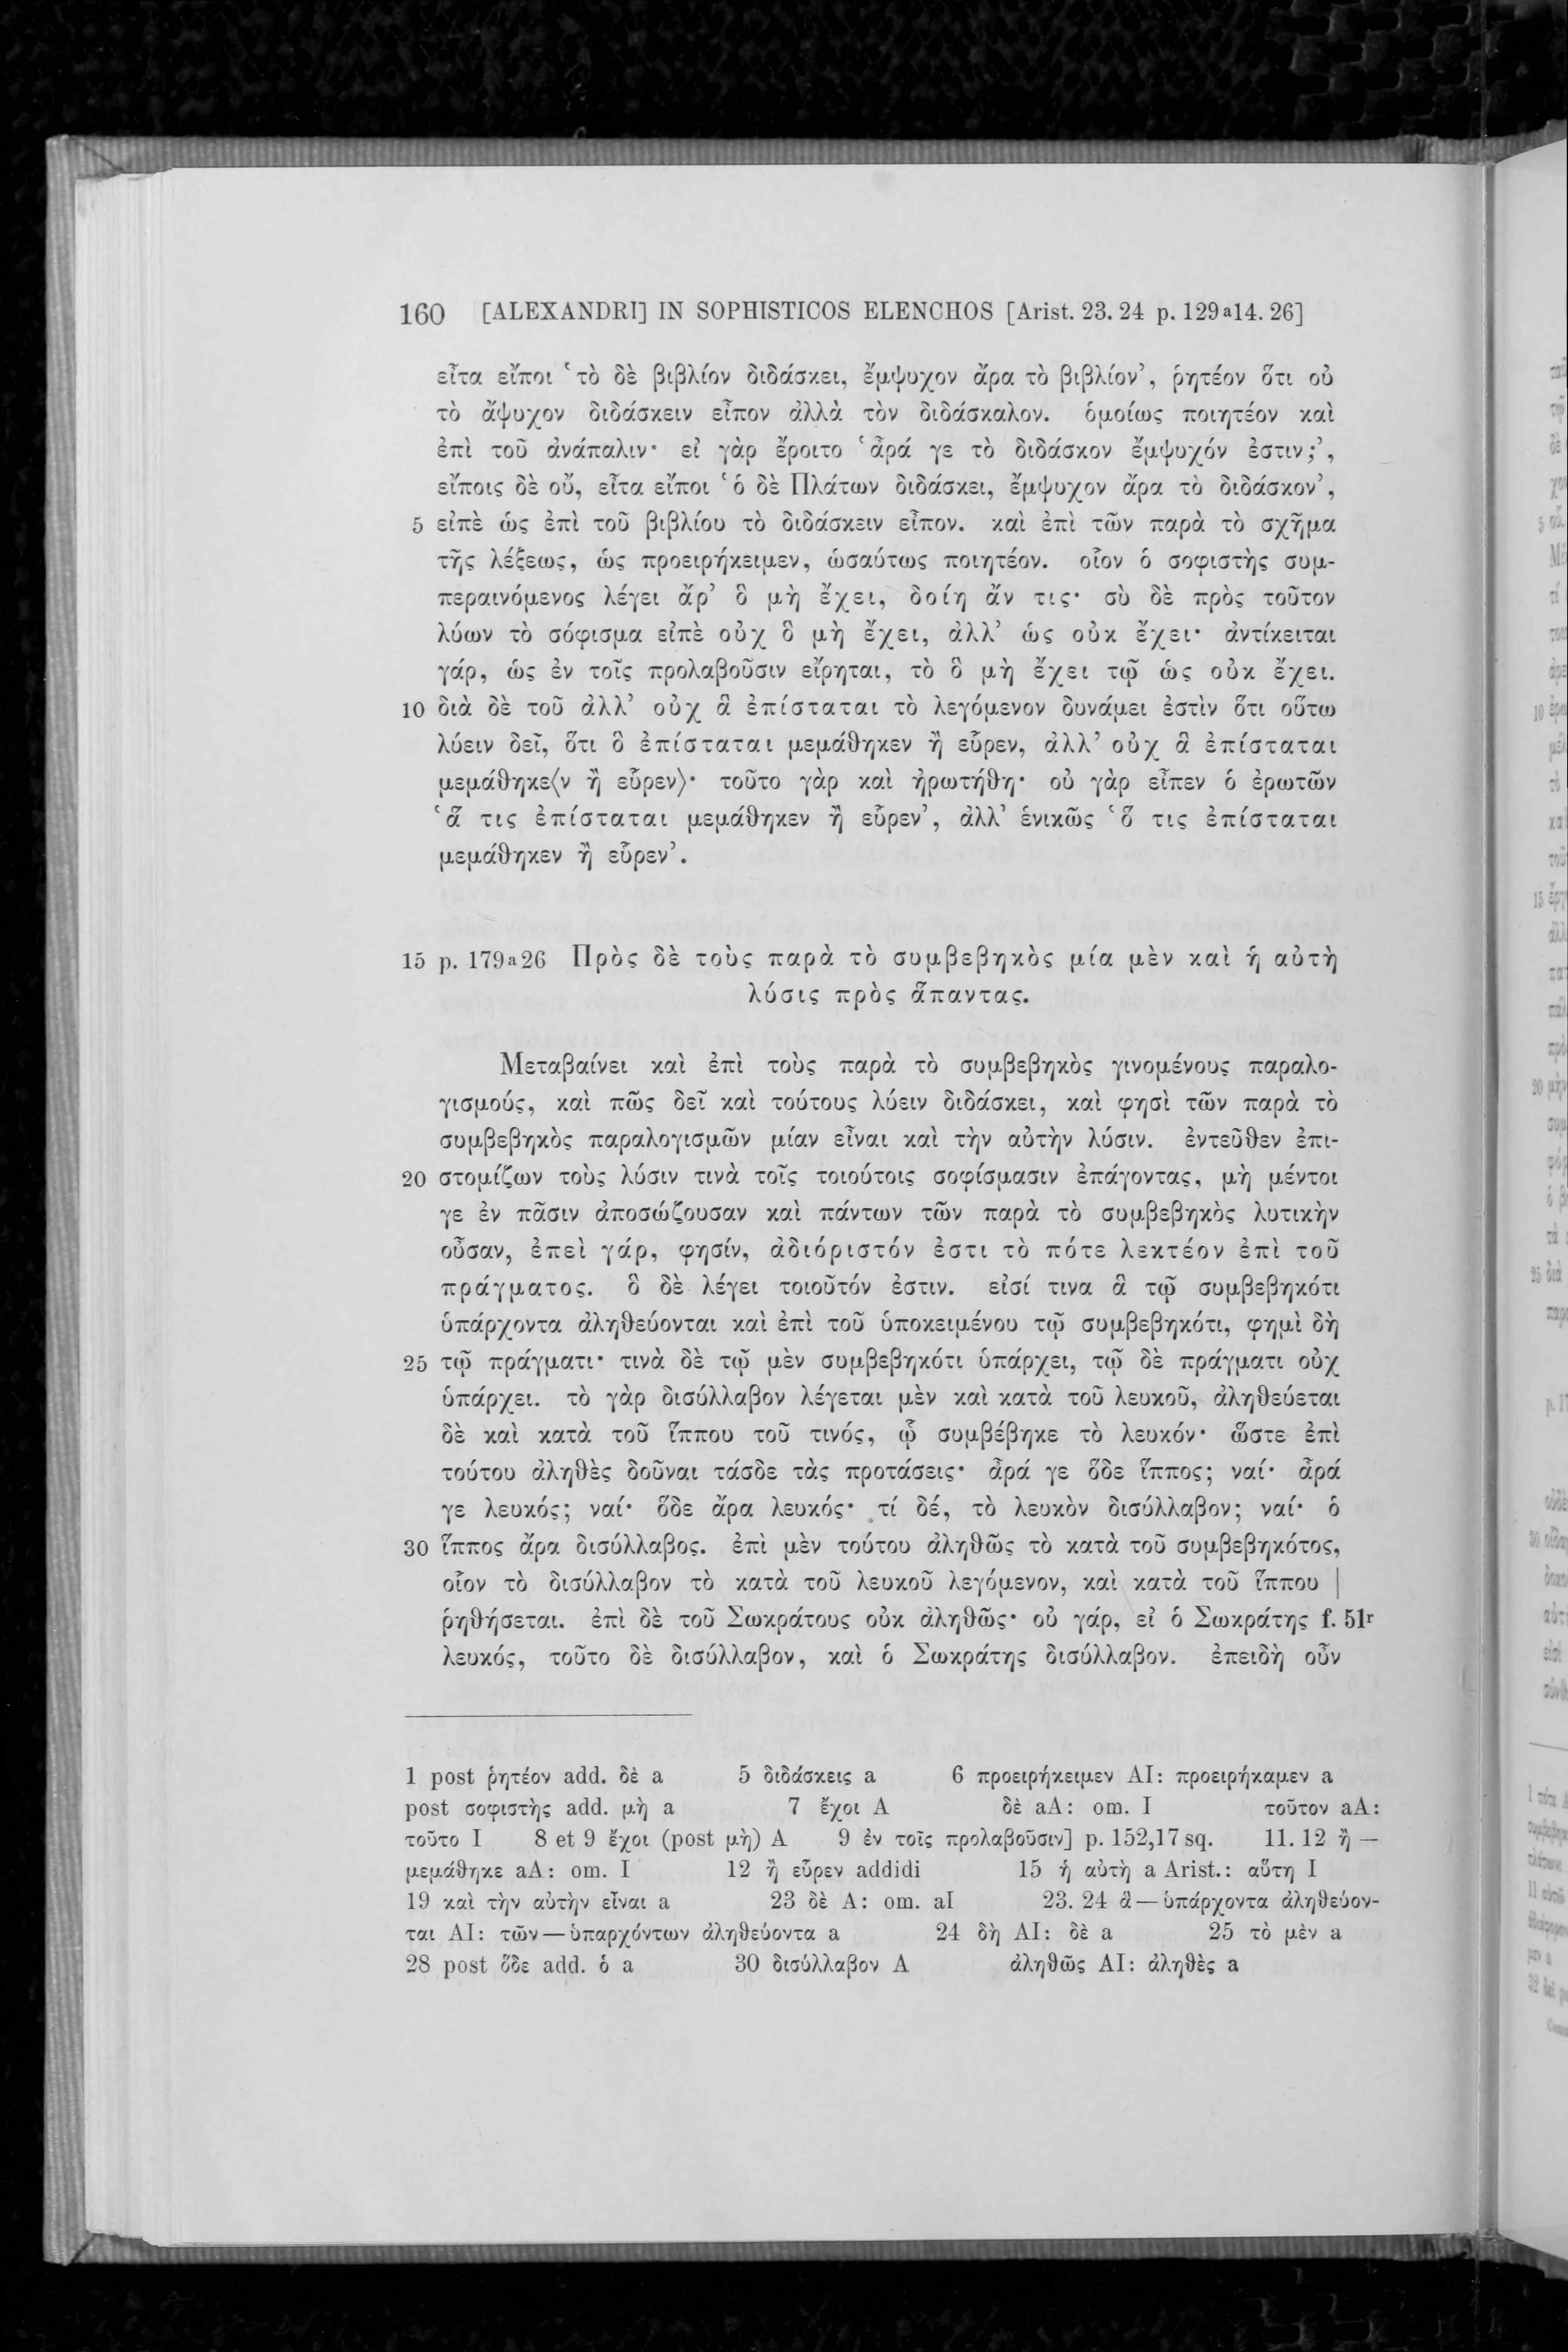 160 [ALEXANDRI] IN SOPHISTICOS ELENCHOS [Arist. 23. 24 p. 129a14. 26]
εἶτα εἴποι ‘τὸ δὲ βιβλίον διδάσκει, ἔμψυχον ἄρα τὸ βιβλίον’, ῥητέον ὅτι οὐ
τὸ ἄψυχον διδάσκειν εἶπον ἀλλὰ τὸν διδάσκαλον. ὁμοίως ποιητέον καὶ
ἐπὶ τοῦ ἀνάπαλιν· εἰ γὰρ ἔροιτο ‘ἆρά γε τὸ διδάσκον ἔμψυχόν ἐστιν;’,
εἴποις δὲ οὔ, εἶτα εἴποι ‘ὁ δὲ Πλάτων διδάσκει, ἔμψυχον ἄρα τὸ διδάσκον’,
5 εἰπὲ ὡς ἐπὶ τοῦ βιβλίου τὸ διδάσκειν εἶπον. καὶ ἐπὶ τῶν παρὰ τὸ σχῆμα
τῆς λέξεως, ὡς προειρήκειμεν, ὡσαύτως ποιητέον. οἷον ὁ σοφιστὴς συμ-
περαινόμενος λέγει ἄρ’ ὃ μὴ ἔχει, δοίη ἄν τις· σὺ δὲ πρὸς τοῦτον
λύων τὸ σόφισμα εἰπὲ οὐχ ὃ μὴ ἔχει, ἀλλ’ ὡς οὐκ ἔχει· ἀντίκειται
γάρ, ὡς ἐν τοῖς προλαβοῦσιν εἴρηται, τὸ ὃ μὴ ἔχει τῷ ὡς οὐκ ἔχει.
10 διὰ δὲ τοῦ ἀλλ’ οὐχ ἃ ἐπίσταται τὸ λεγόμενον δυνάμει ἐστὶν ὅτι οὕτω
λύειν δεῖ, ὅτι ὃ ἐπίσταται μεμάθηκεν ἢ εὗρεν, ἀλλ’ οὐχ ἃ ἐπίσταται
μεμάθηκε⟨ν ἢ εὗρεν⟩· τοῦτο γὰρ καὶ ἠρωτήθη· οὐ γὰρ εἶπεν ὁ ἐρωτῶν
‘ἅ τις ἐπίσταται μεμάθηκεν ἢ εὗρεν’, ἀλλ’ ἑνικῶς ‘ὅ τις ἐπίσταται
μεμάθηκεν ἢ εὗρεν’.
15 p. 179a26 Πρὸς δὲ τοὺς παρὰ τὸ συμβεβηκὸς μία μὲν καὶ ἡ αὐτὴ
λύσις πρὸς ἅπαντας.
Μεταβαίνει καὶ ἐπὶ τοὺς παρὰ τὸ συμβεβηκὸς γινομένους παραλο-
γισμούς, καὶ πῶς δεῖ καὶ τούτους λύειν διδάσκει, καὶ φησὶ τῶν παρὰ τὸ
συμβεβηκὸς παραλογισμῶν μίαν εἶναι καὶ τὴν αὐτὴν λύσιν. ἐντεῦθεν ἐπι-
20 στομίζων τοὺς λύσιν τινὰ τοῖς τοιούτοις σοφίσμασιν ἐπάγοντας, μὴ μέντοι
γε ἐν πᾶσιν ἀποσώζουσαν καὶ πάντων τῶν παρὰ τὸ συμβεβηκὸς λυτικὴν
οὖσαν, ἐπεὶ γάρ, φησίν, ἀδιόριστόν ἐστι τὸ πότε λεκτέον ἐπὶ τοῦ
πράγματος. ὃ δὲ λέγει τοιοῦτόν ἐστιν. εἰσί τινα ἃ τῷ συμβεβηκότι
ὑπάρχοντα ἀληθεύονται καὶ ἐπὶ τοῦ ὑποκειμένου τῷ συμβεβηκότι, φημὶ δὴ
25 τῷ πράγματι· τινὰ δὲ τῷ μὲν συμβεβηκότι ὑπάρχει, τῷ δὲ πράγματι οὐχ
ὑπάρχει. τὸ γὰρ δισύλλαβον λέγεται μὲν καὶ κατὰ τοῦ λευκοῦ, ἀληθεύεται
δὲ καὶ κατὰ τοῦ ἵππου τοῦ τινός, ᾧ συμβέβηκε τὸ λευκόν· ὥστε ἐπὶ
τούτου ἀληθὲς δοῦναι τάσδε τὰς προτάσεις· ἆρά γε ὅδε ἵππος; ναί· ἆρά
γε λευκός; ναί· ὅδε ἄρα λευκός· τί δέ, τὸ λευκὸν δισύλλαβον; ναί· ὁ
30 ἵππος ἄρα δισύλλαβος. ἐπὶ μὲν τούτου ἀληθῶς τὸ κατὰ τοῦ συμβεβηκότος,
οἷον τὸ δισύλλαβον τὸ κατὰ τοῦ λευκοῦ λεγόμενον, καὶ κατὰ τοῦ ἵππου |
ῥηθήσεται. ἐπὶ δὲ τοῦ Σωκράτους οὐκ ἀληθῶς· οὐ γάρ, εἰ ὁ Σωκράτης f. 51r
λευκός, τοῦτο δὲ δισύλλαβον, καὶ ὁ Σωκράτης δισύλλαβον. ἐπειδὴ οὖν
1 post ῥητέον add. δὲ a 5 διδάσκεις a 6 προειρήκειμεν AI: προειρήκαμεν a
post σοφιστὴς add. μὴ a 7 ἔχοι A δὲ aA: om. I τοῦτον aA:
τοῦτο I 8 et 9 ἔχοι (post μὴ) A 9 ἐν τοῖς προλαβοῦσιν] p. 152,17 sq. 11. 12 ἢ —
μεμάθηκε aA: om. I 12 ἢ εὗρεν addidi 15 ἡ αὐτὴ a Arist.: αὕτη I
19 καὶ τὴν αὐτὴν εἶναι a 23 δὲ A: om. aI 23. 24 ἃ — ὑπάρχοντα ἀληθεύον-
ται AI: τῶν — ὑπαρχόντων ἀληθεύοντα a 24 δὴ AI: δὲ a 25 τὸ μὲν a
28 post ὅδε add. ὁ a 30 δισύλλαβον A ἀληθῶς AI: ἀληθὲς a